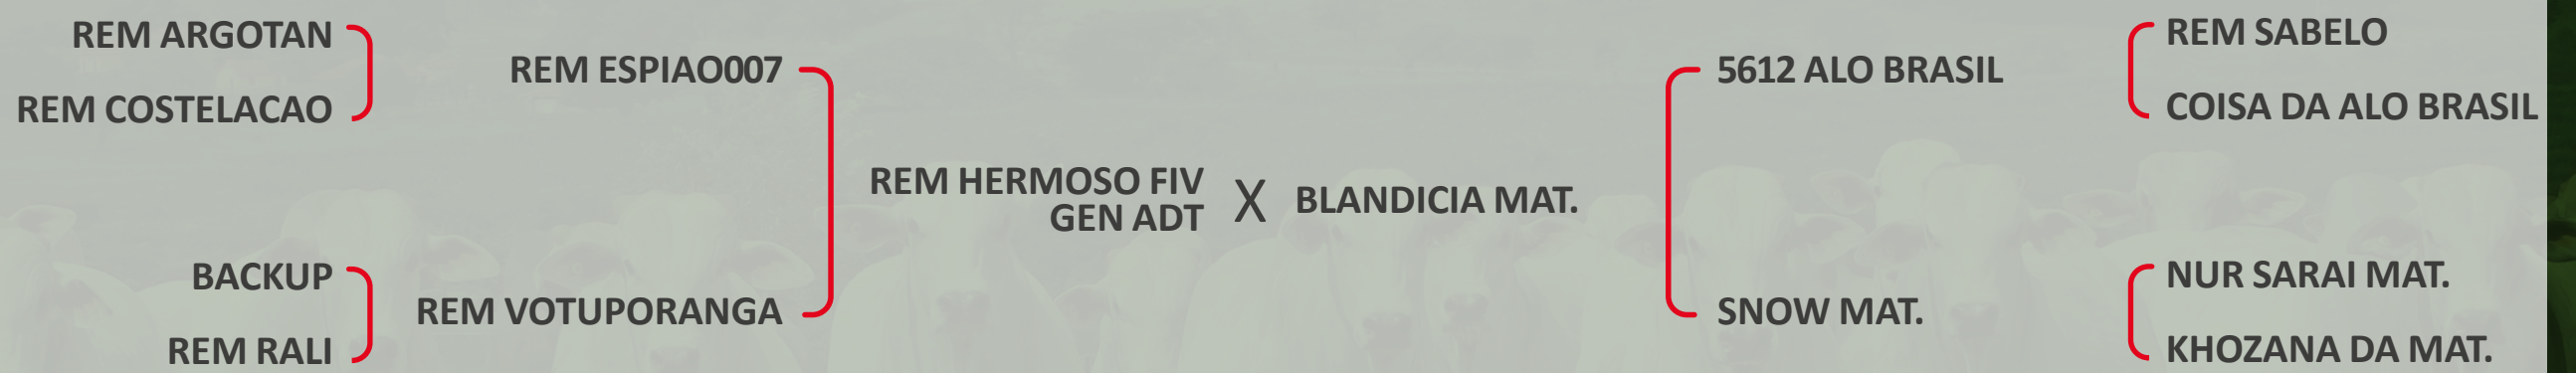 REM ARGOTAN
REM COSTELACAO
REM ESPIAO007
BACKUP
REM RALI
REM VOTUPORANGA
REM HERMOSO FIV
GEN ADT
X
BLANDICIA MAT.
5612 ALO BRASIL
SNOW MAT.
REM SABELO
COISA DA ALO BRASIL
NUR SARAI MAT.
KHOZANA DA MAT.